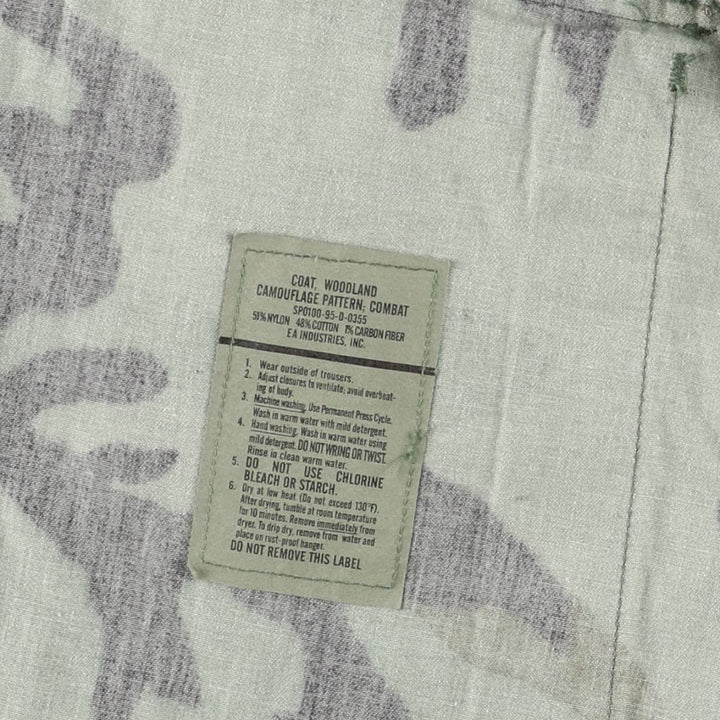 COAT, WOODLAND
CAMOUFLAGE PATTERN; COMBAT
SPO100-95-D-0355
51% NYLON 48% COTTON 1% CARBON FIBER
EA INDUSTRIES, INC.
1. Wear outside of trousers.
2. Adjust closures to ventilate; avoid overheat-
ing of body.
3. Machine washing. Use Permanent Press Cycle.
Wash in warm water with mild detergent.
4. Hand washing. Wash in warm water using
mild detergent. DO NOT WRING OR TWIST.
Rinse in clean warm water.
5. DO NOT USE CHLORINE
BLEACH OR STARCH.
6. Dry at low heat (Do not exceed 130°F).
After drying, tumble at room temperature
for 10 minutes. Remove immediately from
dryer. To drip dry, remove from water and
place on rust-proof hanger.
DO NOT REMOVE THIS LABEL